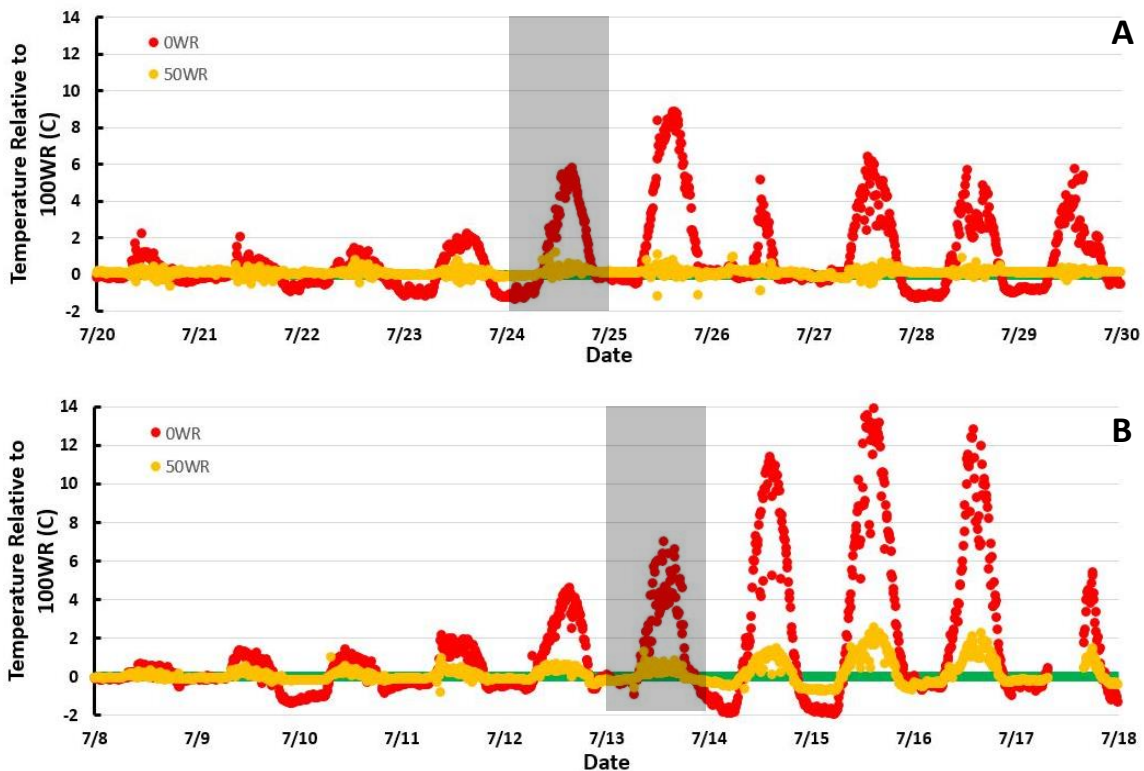 A
0WR
50WR
Temperature Relative to
100WR (C)
14
12
10
8
6
4
2
0
-2
7/20 7/21 7/22 7/23 7/24 7/25 7/26 7/27 7/28 7/29 7/30
Date
B
0WR
50WR
Temperature Relative to
100WR (C)
14
12
10
8
6
4
2
0
-2
7/8 7/9 7/10 7/11 7/12 7/13 7/14 7/15 7/16 7/17 7/18
Date